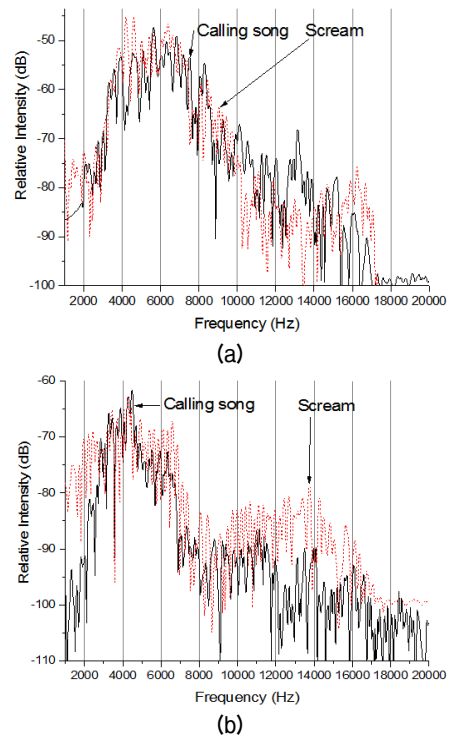 Calling song
Scream
Relative Intensity (dB)
-50
-60
-70
-80
-90
-100
2000 4000 6000 8000 10000 12000 14000 16000 18000 20000
Frequency (Hz)
(a)
Calling song
Scream
Relative Intensity (dB)
-60
-70
-80
-90
-100
-110
2000 4000 6000 8000 10000 12000 14000 16000 18000 20000
Frequency (Hz)
(b)